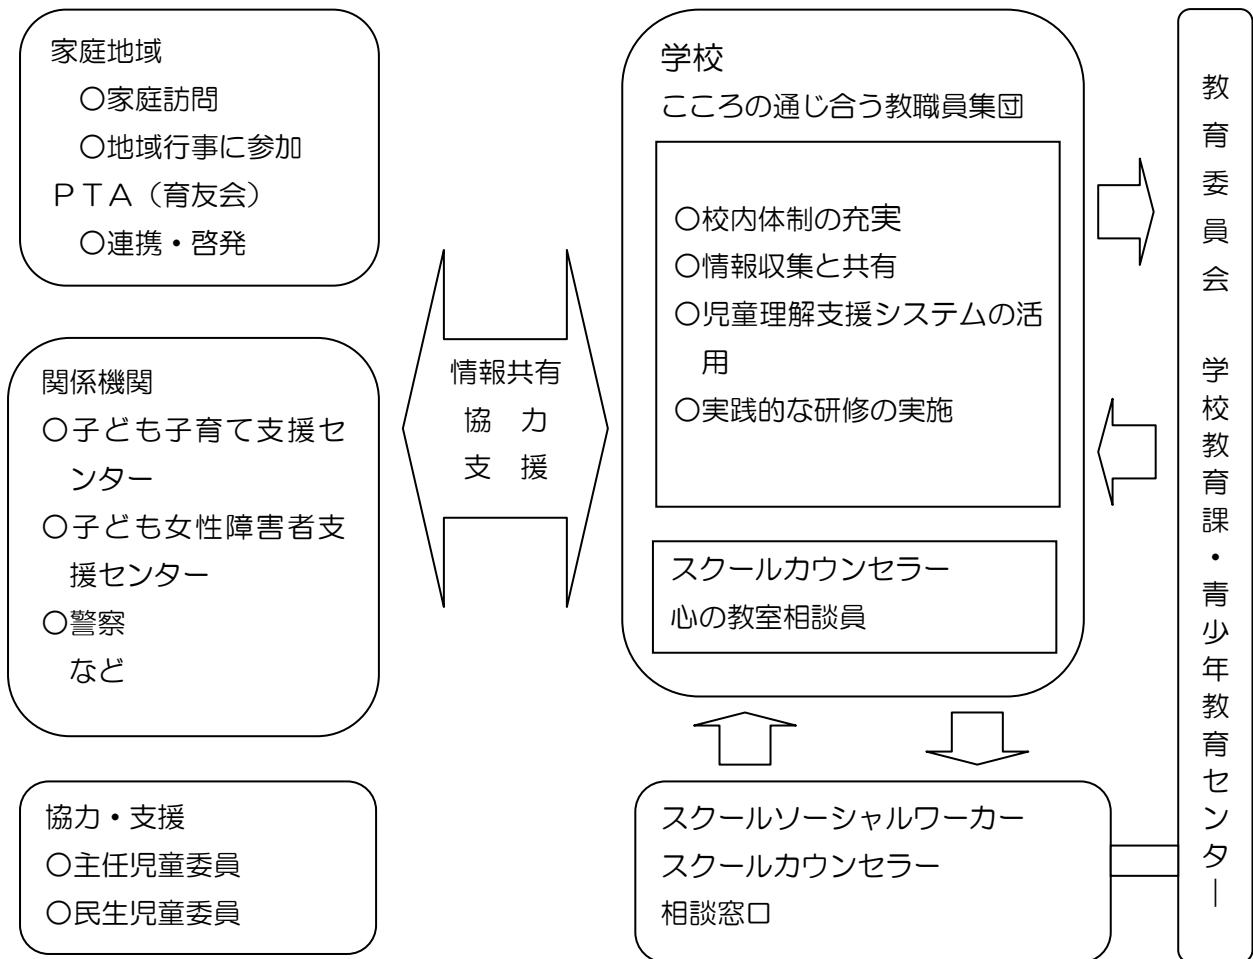 家庭地域
○家庭訪問
○地域行事に参加
PTA（育友会）
○連携・啓発
関係機関
○子ども子育て支援セ
ンター
○子ども女性障害者支
援センター
○警察
など
協力・支援
○主任児童委員
○民生児童委員
情報共有
協　力
支　援
学校
こころの通じ合う教職員集団
○校内体制の充実
○情報収集と共有
○児童理解支援システムの活
用
○実践的な研修の実施
スクールカウンセラー
心の教室相談員
スクールソーシャルワーカー
スクールカウンセラー
相談窓口
教育委員会　学校教育課・青少年教育センター